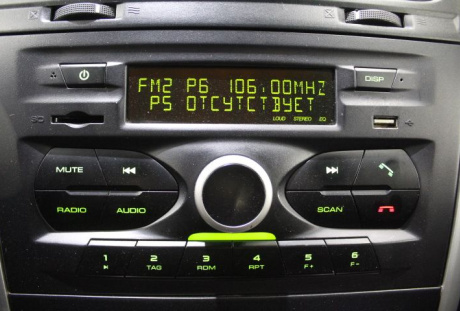 DISP
FM2 P6 106.00MHZ
PS ОТСУТСТВУЕТ
LOUD STEREO EQ
MUTE
RADIO AUDIO
SCAN
1 2 3 4 5 6
TAG RDM RPT F+ F-